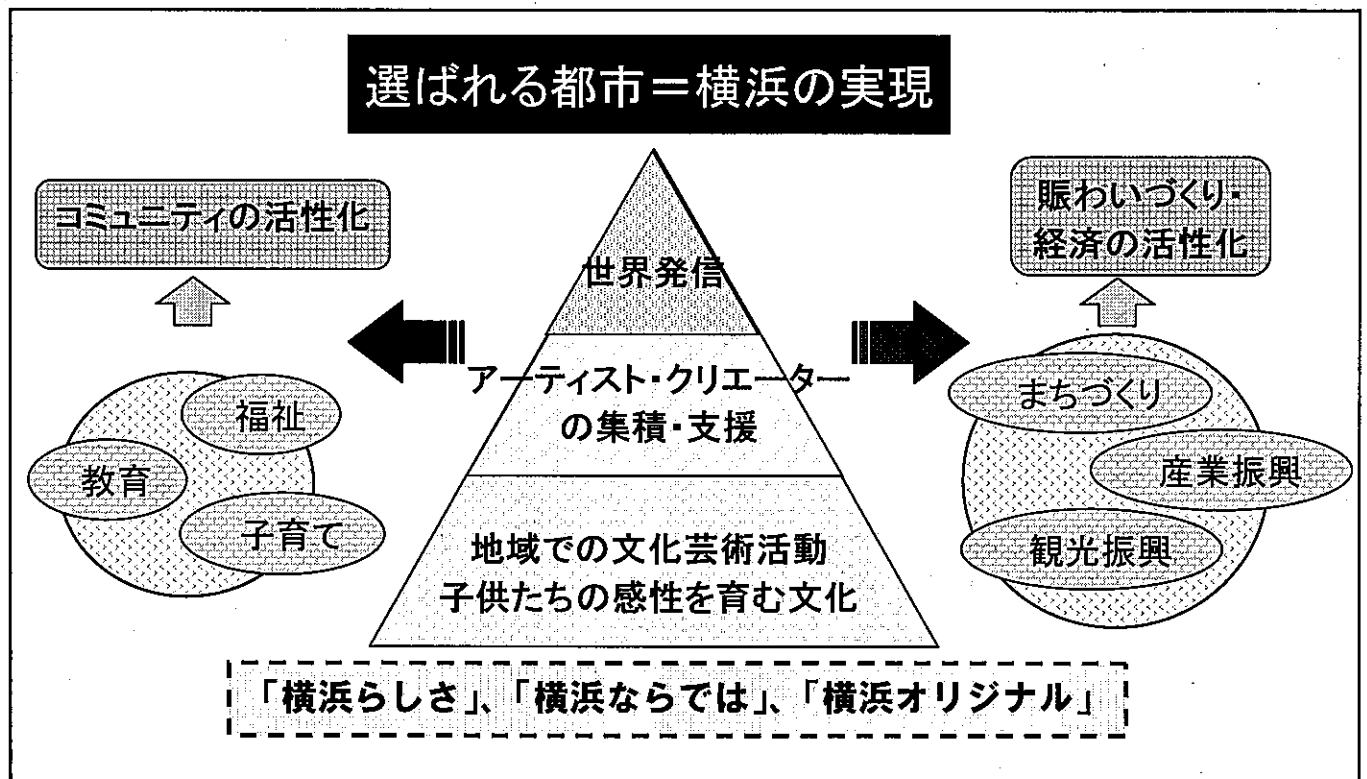 選ばれる都市＝横浜の実現
コミュニティの活性化
賑わいづくり・
経済の活性化
世界発信
アーティスト・クリエーター
の集積・支援
地域での文化芸術活動
子供たちの感性を育む文化
福祉
教育
子育て
まちづくり
産業振興
観光振興
「横浜らしさ」、「横浜ならでは」、「横浜オリジナル」